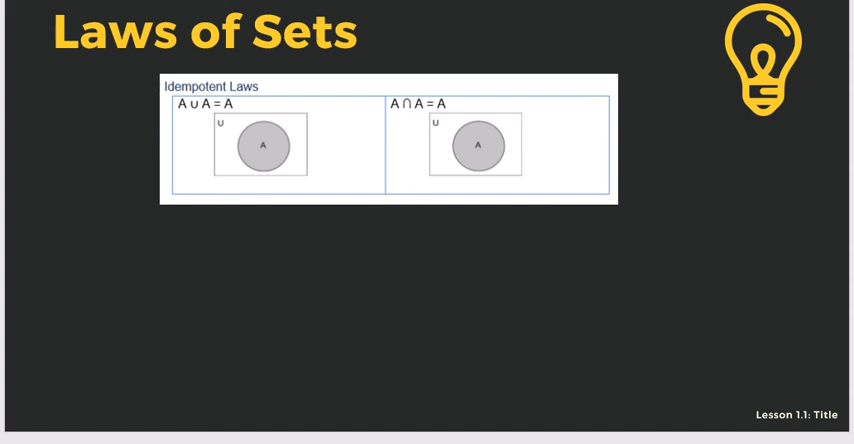 Laws of Sets
Idempotent Laws
A ∪ A = A
A ∩ A = A
U
A
U
A
Lesson 1.1: Title